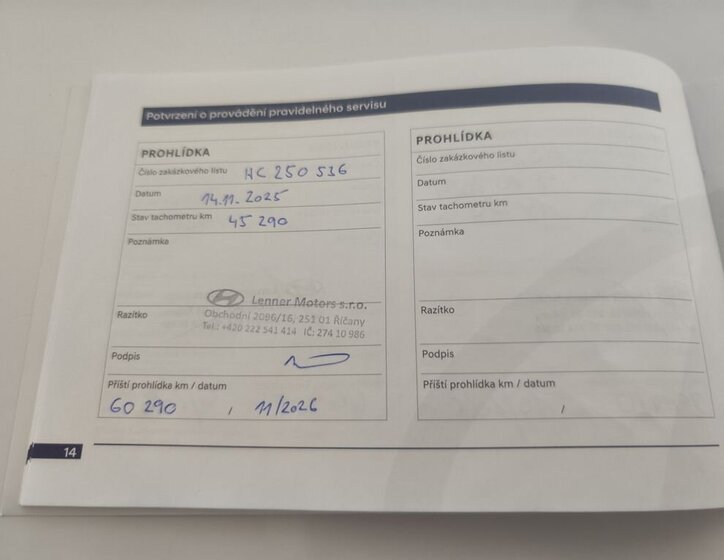 Potvrzení o provádění pravidelného servisu
PROHLÍDKA
Číslo zakázkového listu HC 250 536
Datum 14.11. 2025
Stav tachometru km 45 290
Poznámka
Lenner Motors s.r.o.
Obchodní 2096/16, 251 01 Říčany
Razítko
Tel.: +420 222 541 414 IČ: 274 10 986
Podpis
Příští prohlídka km / datum
60 290 / 11/2026
PROHLÍDKA
Číslo zakázkového listu
Datum
Stav tachometru km
Poznámka
Razítko
Podpis
Příští prohlídka km / datum
/
14